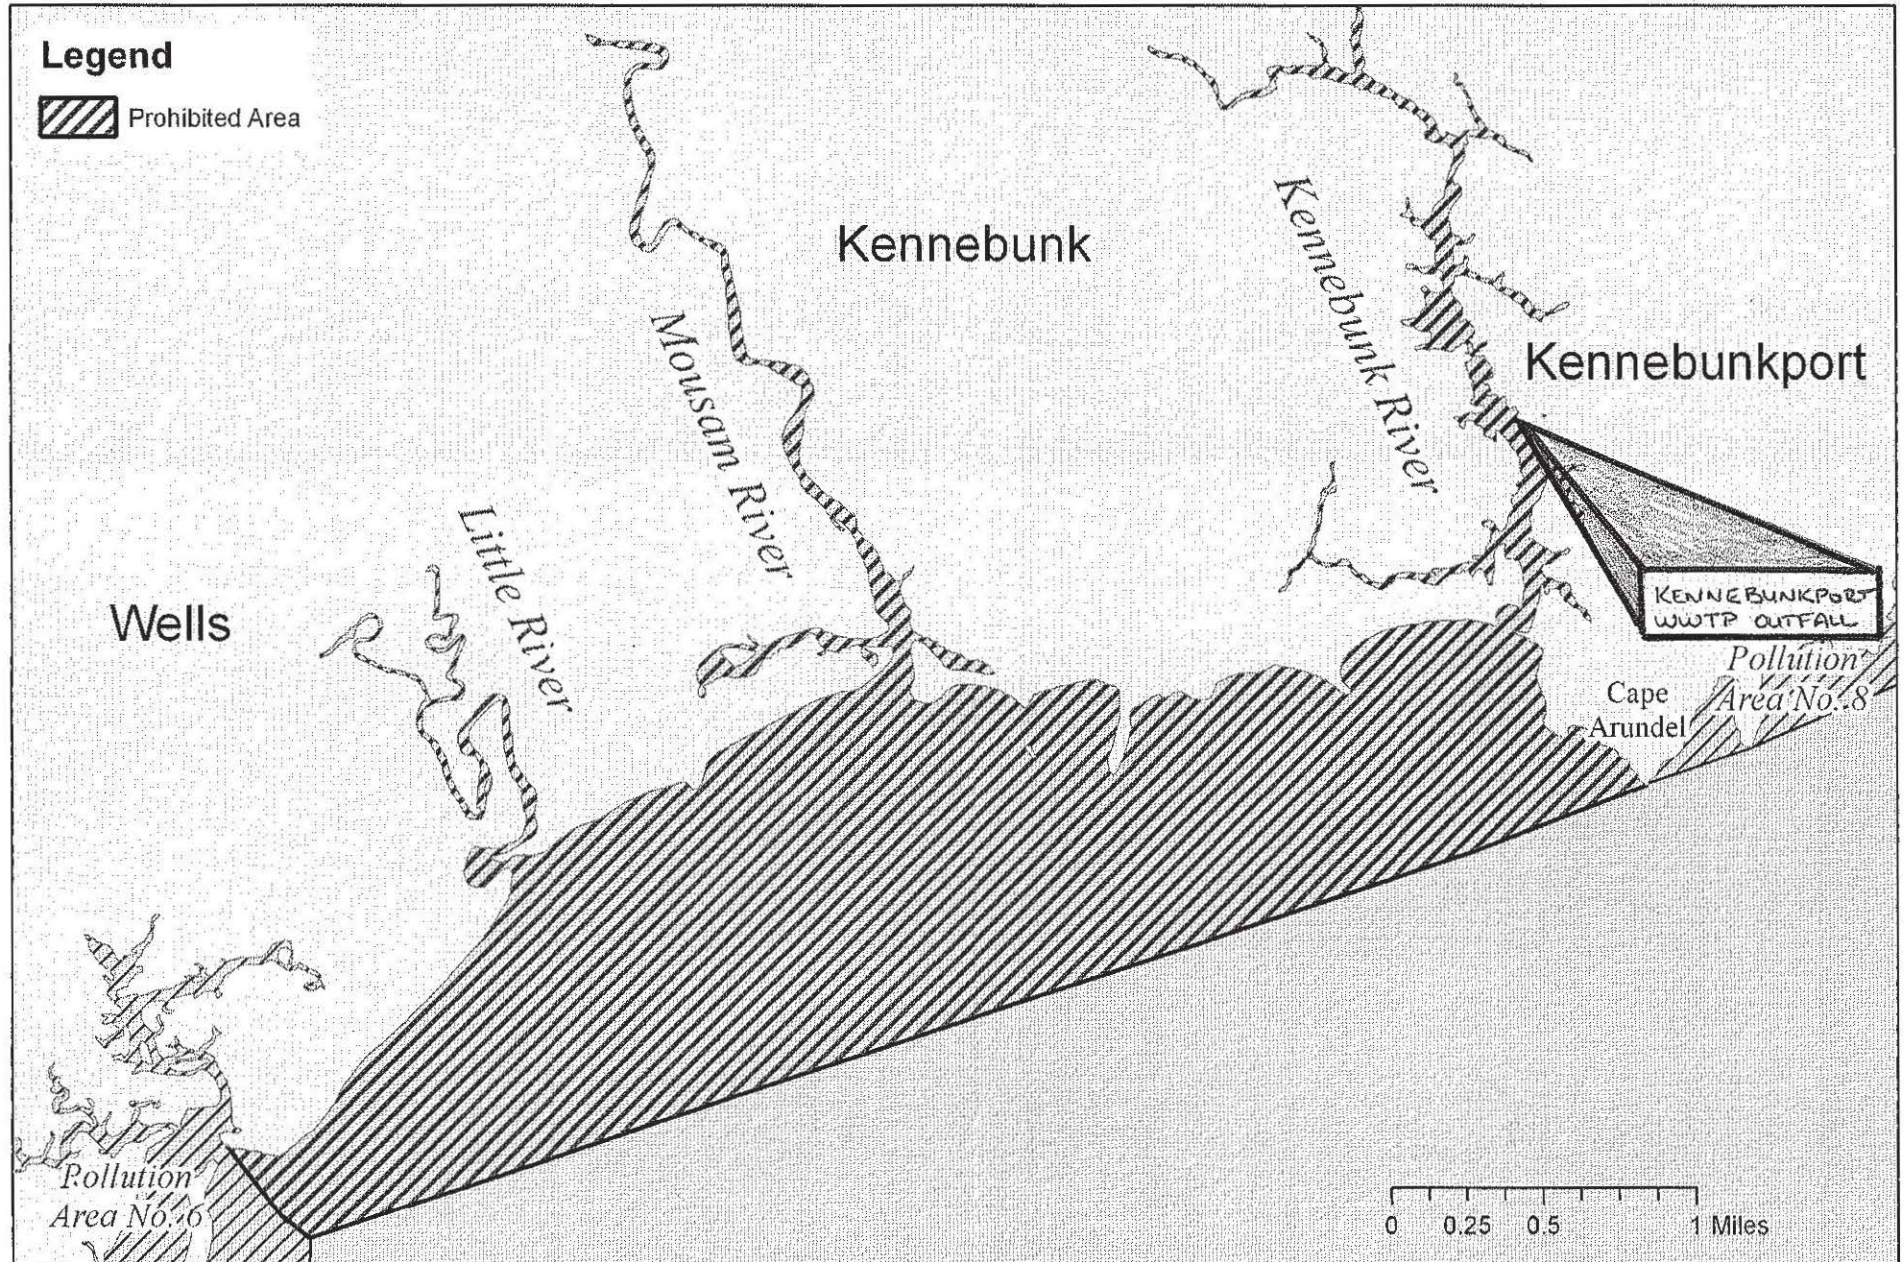 Legend
Prohibited Area
Kennebunk
Kennebunk River
Kennebunkport
Mousam River
Little River
Wells
KENNEBUNKPORT
WWTP OUTFALL
Pollution
Area No. 8
Cape
Arundel
Pollution
Area No. 6
0 0.25 0.5 1 Miles